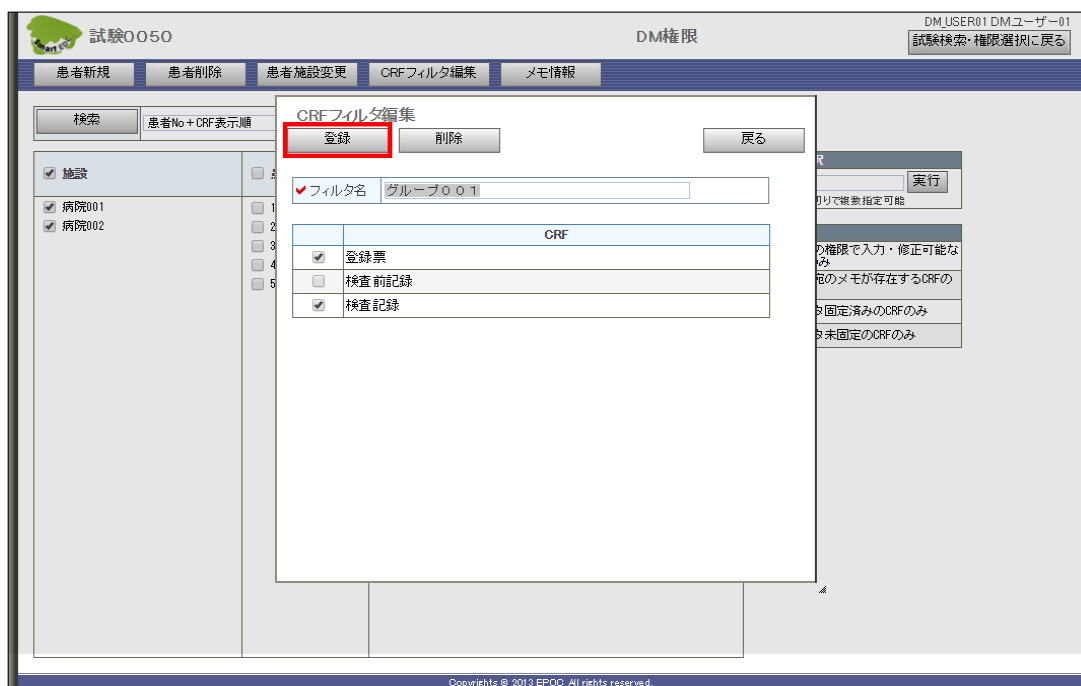 Smart EDC
試験0050
DM権限
DM_USER01 DMユーザー01
試験検索・権限選択に戻る
患者新規
患者削除
患者施設変更
CRFフィルタ編集
メモ情報
検索
患者No+CRF表示順
CRFフィルタ編集
登録
削除
戻る
フィルタ名
グループ001
CRF
登録票
検査前記録
検査記録
施設
病院001
病院002
1
2
3
4
5
実行
切りで複数指定可能
の権限で入力・修正可能な
み
宛のメモが存在するCRFの
タ固定済みのCRFのみ
タ未固定のCRFのみ
Copyrights © 2013 EPOC All rights reserved.